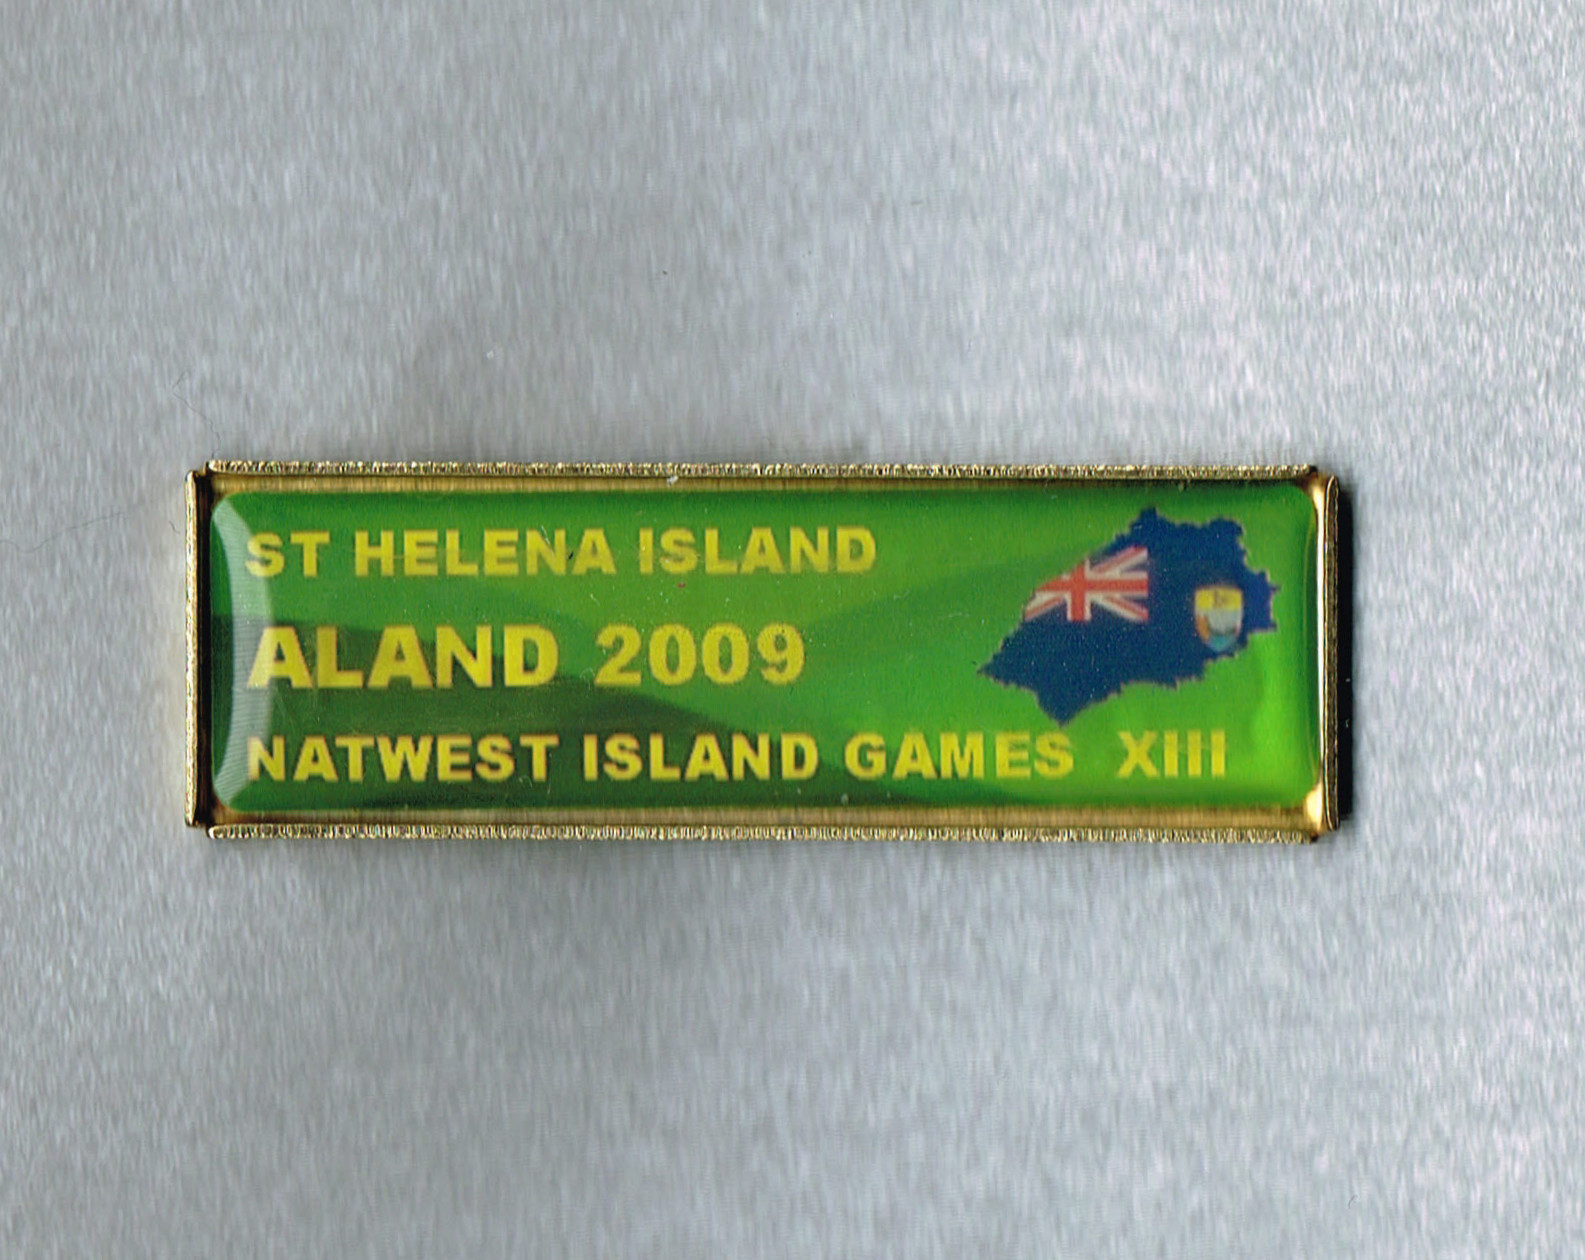 ST HELENA ISLAND
ALAND 2009
NATWEST ISLAND GAMES XIII